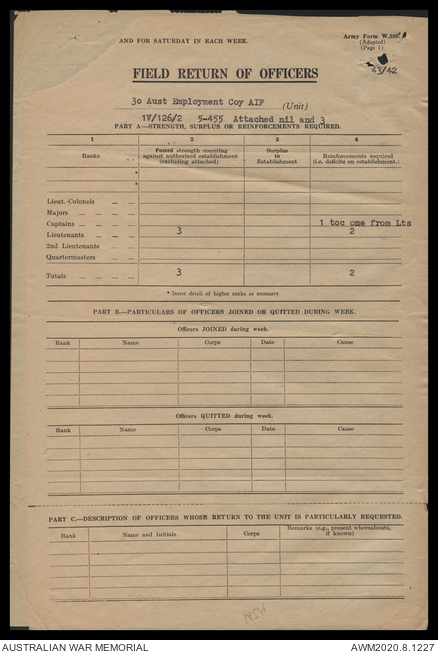 AND FOR SATURDAY IN EACH WEEK.
Army Form W.
(Adapted)
(Page 1)
43/42
FIELD RETURN OF OFFICERS
30 Aust Employment Coy AIF (Unit)
1V/126/2 5-455 Attached nil and 3
PART A—STRENGTH, SURPLUS OR REINFORCEMENTS REQUIRED.
1 2 3 4
Ranks
Posted strength counting
against authorized establishment
(excluding attached)
Surplus
to
Establishment
Reinforcements required
(i.e. deficits on establishment.)
*
*
Lieut.-Colonels
Majors
Captains 1 toc ome from Lts
Lieutenants 3 2
2nd Lieutenants
Quartermasters
Totals 3 2
* Insert detail of higher ranks as necessary.
PART B.—PARTICULARS OF OFFICERS JOINED OR QUITTED DURING WEEK.
Officers JOINED during week.
Rank Name Corps Date Cause
Officers QUITTED during week.
Rank Name Corps Date Cause
PART C.—DESCRIPTION OF OFFICERS WHOSE RETURN TO THE UNIT IS PARTICULARLY REQUESTED.
Rank Name and Initials Corps
Remarks (e.g., present whereabouts,
if known)
AUSTRALIAN WAR MEMORIAL AWM2020.8.1227